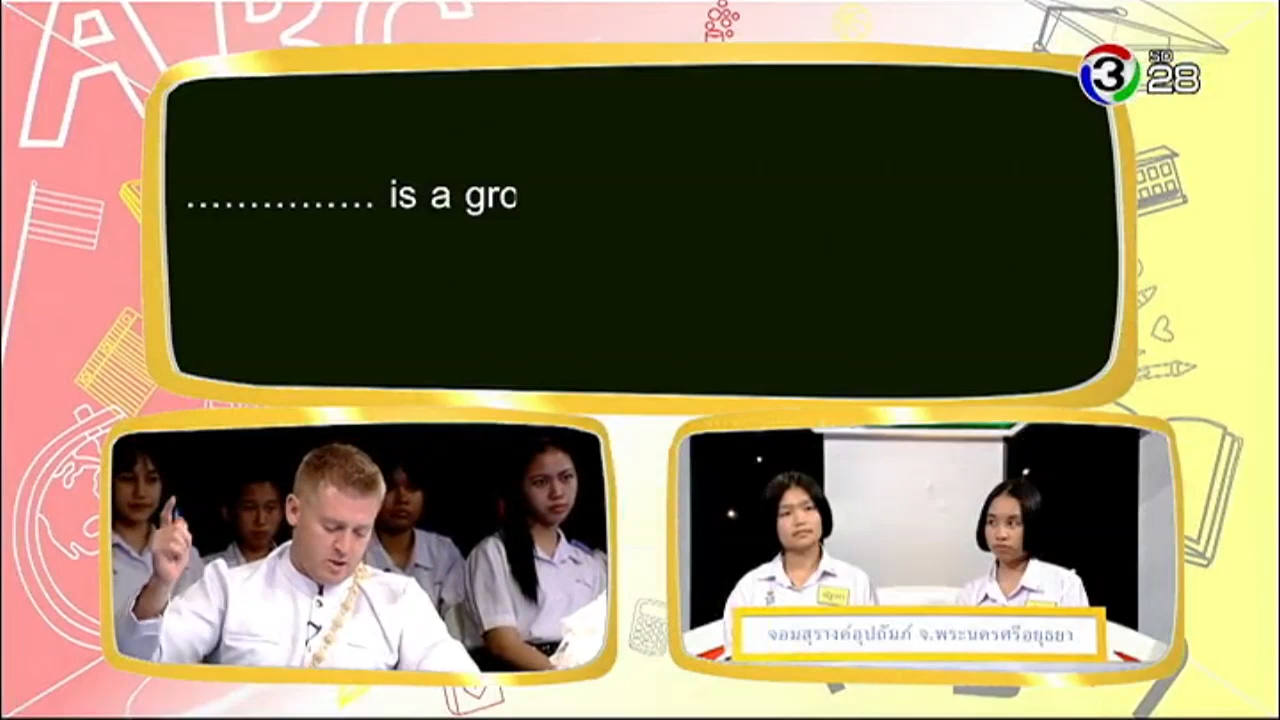 ABC
3 SD 28
............... is a gro
จอมสุรางค์อุปถัมภ์ จ.พระนครศรีอยุธยา